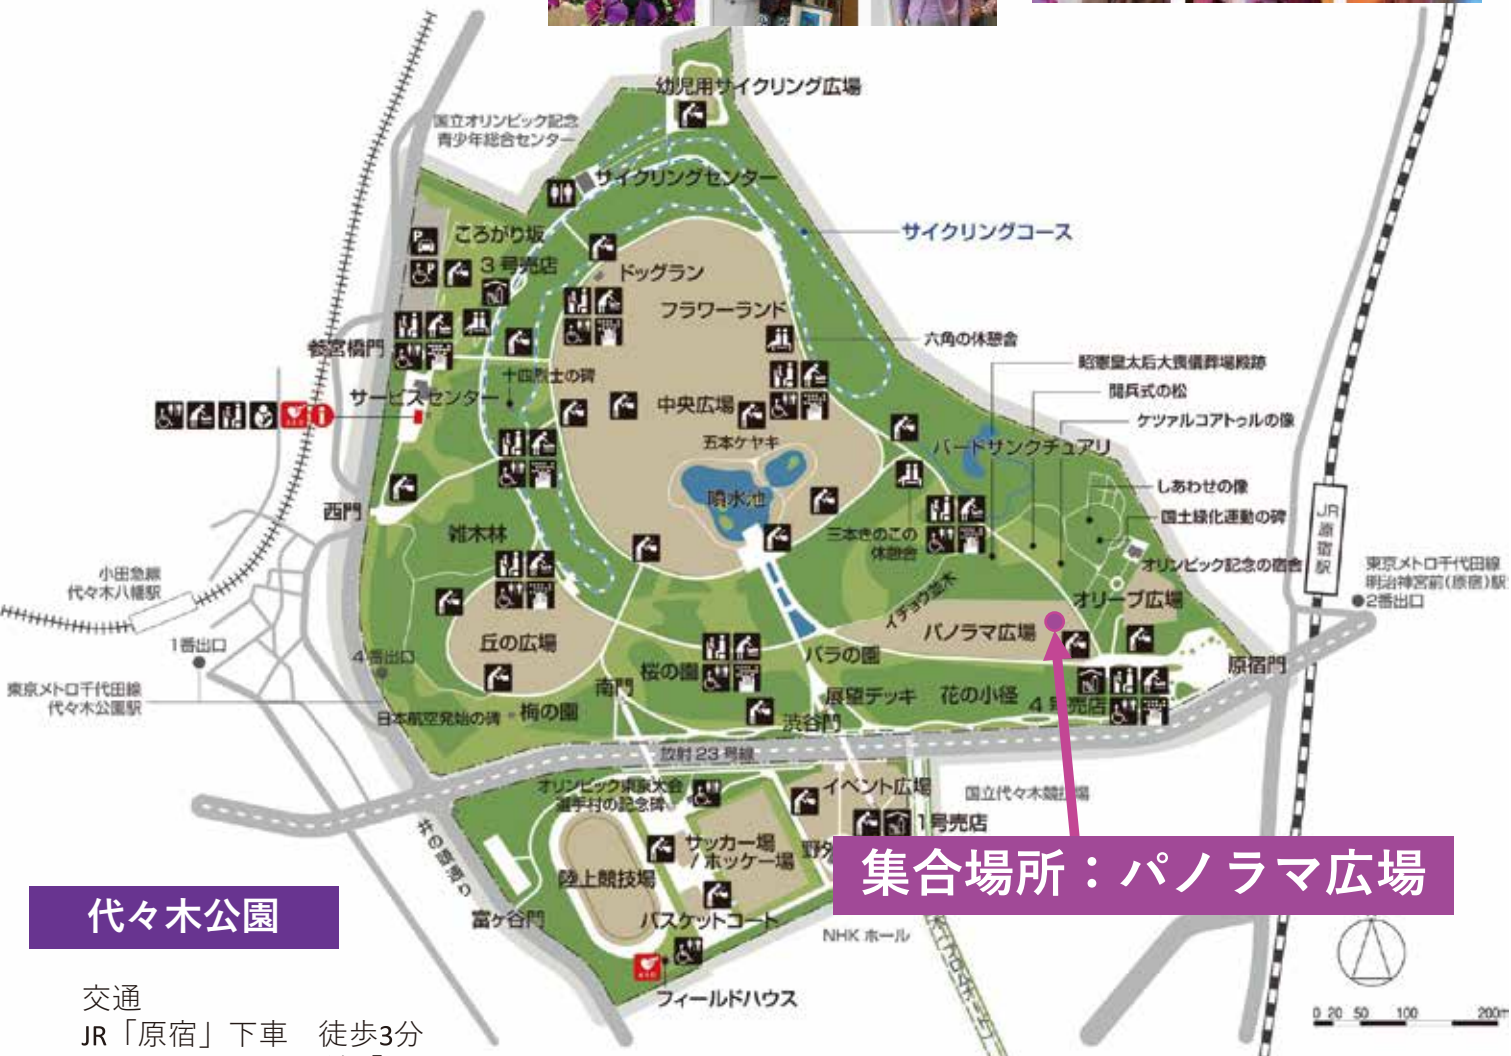 幼児用サイクリング広場
国立オリンピック記念
青少年総合センター
サイクリングセンター
サイクリングコース
ころがり坂
3号売店
ドッグラン
フラワーランド
六角の休憩舎
参宮橋門
昭憲皇太后大喪儀葬場殿跡
十四烈士の碑
閲兵式の松
サービスセンター
中央広場
ケツァルコアトゥルの像
五本ケヤキ
バードサンクチュアリ
噴水池
しあわせの像
西門
国土緑化運動の碑
JR原宿駅
雑木林
三本きのこの
休憩舎
オリンピック記念の宿舎
東京メトロ千代田線
明治神宮前(原宿)駅
2番出口
小田急線
代々木八幡駅
イチョウ並木
オリーブ広場
パノラマ広場
丘の広場
1番出口
4番出口
バラの園
原宿門
桜の園
東京メトロ千代田線
代々木公園駅
南門
展望デッキ
花の小径
4号売店
日本航空発始の碑
梅の園
渋谷門
放射23号線
オリンピック東京大会
選手村の記念碑
イベント広場
国立代々木競技場
1号売店
井の頭通り
サッカー場
/ホッケー場
野外
集合場所：パノラマ広場
陸上競技場
代々木公園
富ヶ谷門
バスケットコート
NHK ホール
フィールドハウス
交通
JR「原宿」下車　徒歩3分
0 20 50 100 200m